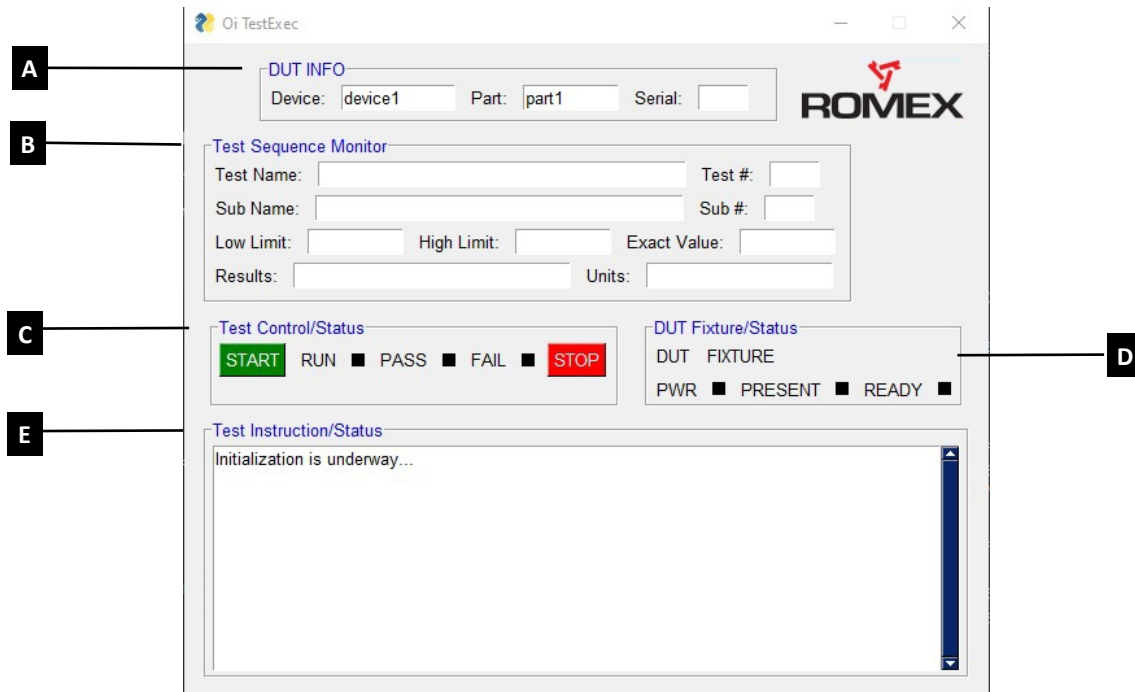 Oi TestExec
A
DUT INFO
Device: device1 Part: part1 Serial:
ROMEX
B
Test Sequence Monitor
Test Name: Test #:
Sub Name: Sub #:
Low Limit: High Limit: Exact Value:
Results: Units:
C
Test Control/Status
START RUN PASS FAIL STOP
DUT Fixture/Status
DUT FIXTURE
PWR PRESENT READY
D
E
Test Instruction/Status
Initialization is underway...